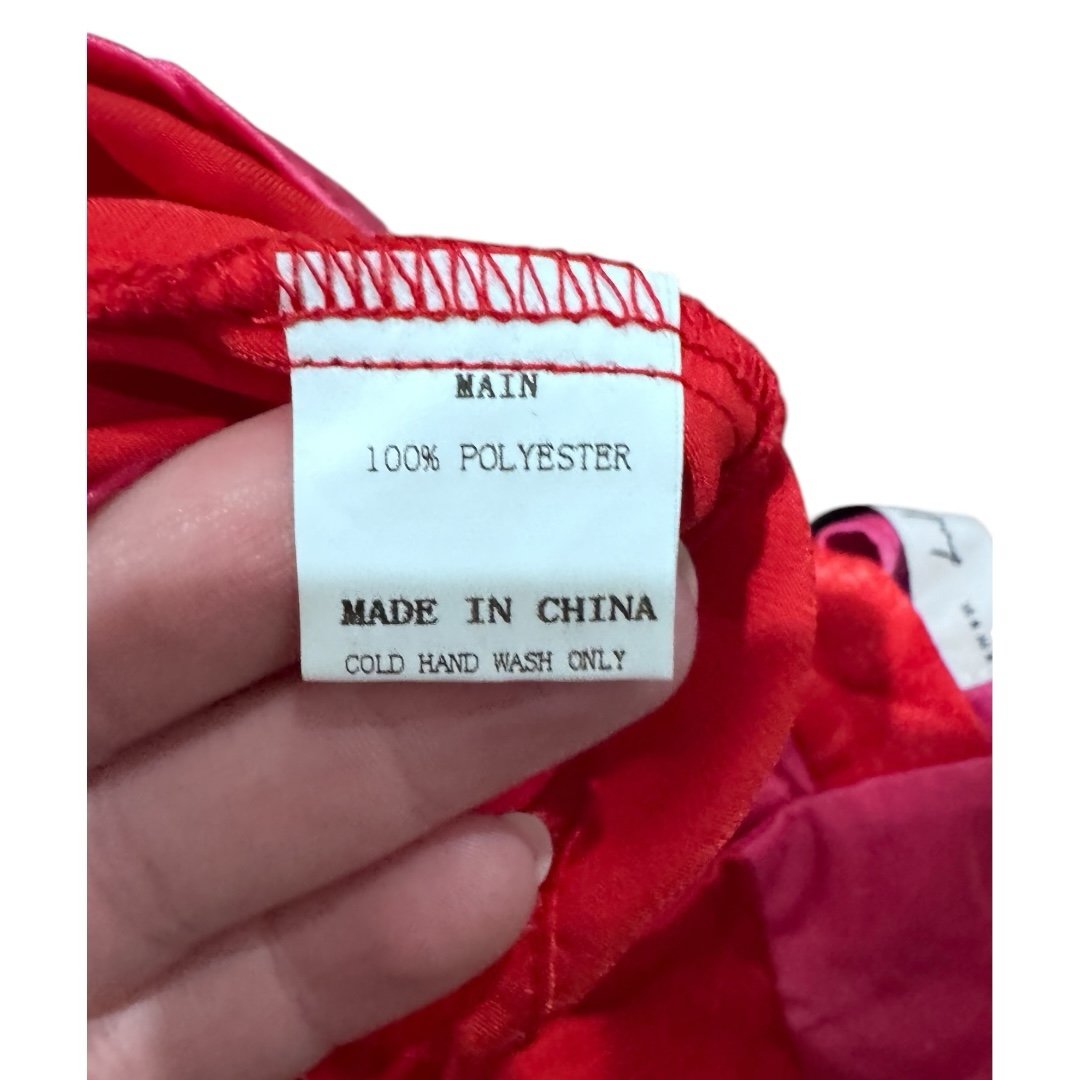 MAIN
100% POLYESTER
MADE IN CHINA
COLD HAND WASH ONLY